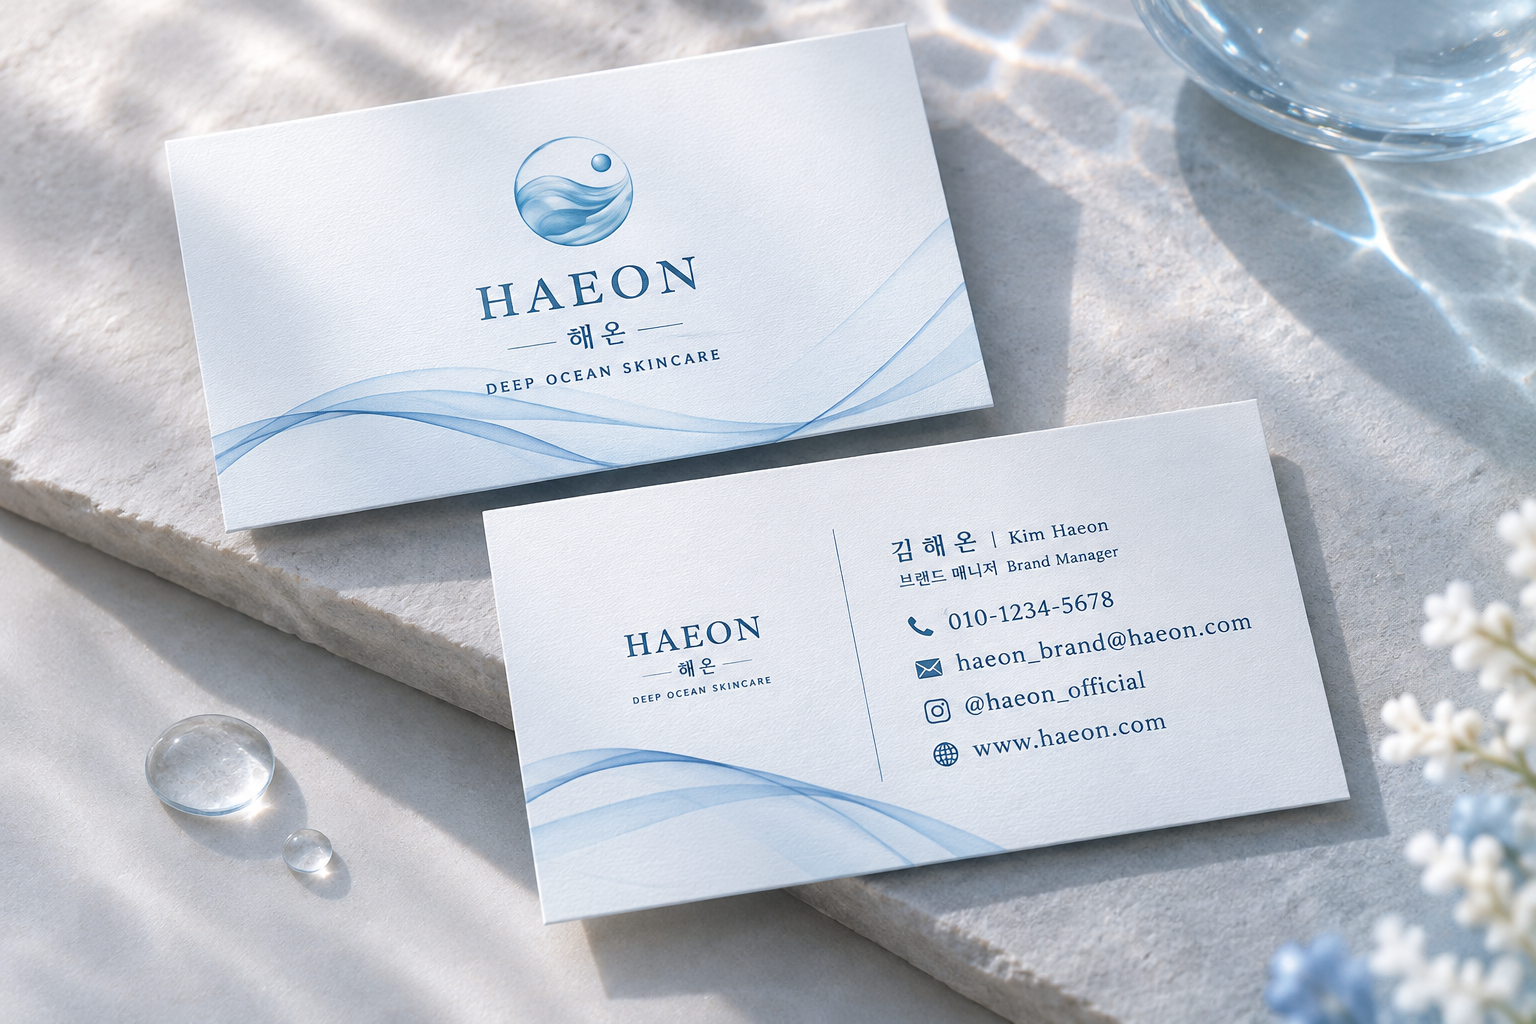 HAEON
해온
DEEP OCEAN SKINCARE
HAEON
해온
DEEP OCEAN SKINCARE
김해온 | Kim Haeon
브랜드 매니저 Brand Manager
010-1234-5678
haeon_brand@haeon.com
@haeon_official
www.haeon.com